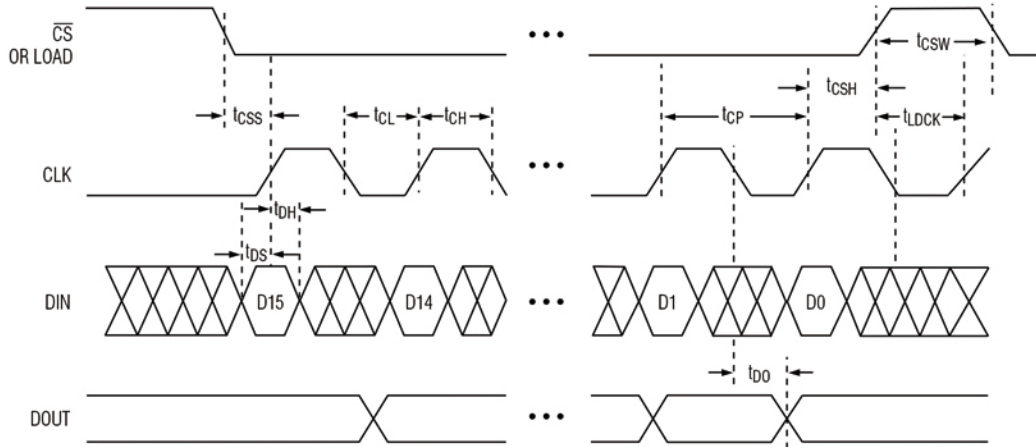 CS
OR LOAD
tCSS
tCL
tCH
tCP
tCSH
tCSW
tLDCK
CLK
tDH
tDS
DIN
D15
D14
D1
D0
tDO
DOUT